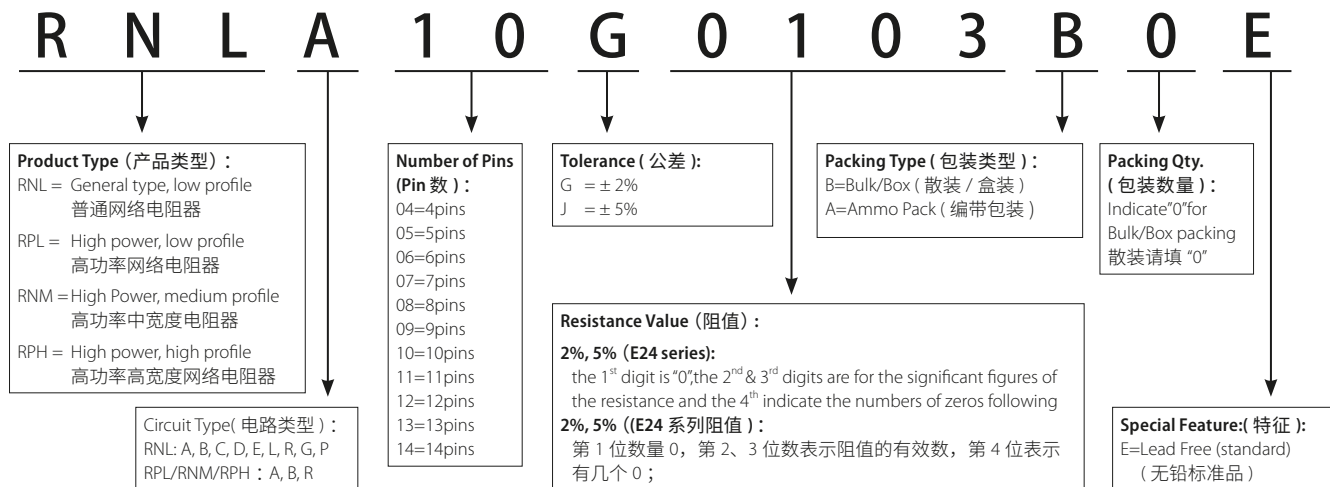 R N L A 1 0 G 0 1 0 3 B 0 E
Product Type (产品类型):
RNL = General type, low profile
普通网络电阻器
RPL = High power, low profile
高功率网络电阻器
RNM = High Power, medium profile
高功率中宽度电阻器
RPH = High power, high profile
高功率高宽度网络电阻器
Circuit Type( 电路类型):
RNL: A, B, C, D, E, L, R, G, P
RPL/RNM/RPH : A, B, R
Number of Pins
(Pin 数):
04=4pins
05=5pins
06=6pins
07=7pins
08=8pins
09=9pins
10=10pins
11=11pins
12=12pins
13=13pins
14=14pins
Tolerance ( 公差 ):
G = ± 2%
J = ± 5%
Resistance Value (阻值):
2%, 5% (E24 series):
the 1st digit is “0”,the 2nd & 3rd digits are for the significant figures of
the resistance and the 4th indicate the numbers of zeros following
2%, 5% ((E24 系列阻值):
第 1 位数量 0，第 2、3 位数表示阻值的有效数，第 4 位表示
有几个 0；
Packing Type ( 包装类型):
B=Bulk/Box ( 散装 / 盒装 )
A=Ammo Pack ( 编带包装 )
Packing Qty.
( 包装数量):
Indicate"0"for
Bulk/Box packing
散装请填 “0”
Special Feature:( 特征 ):
E=Lead Free (standard)
( 无铅标准品 )